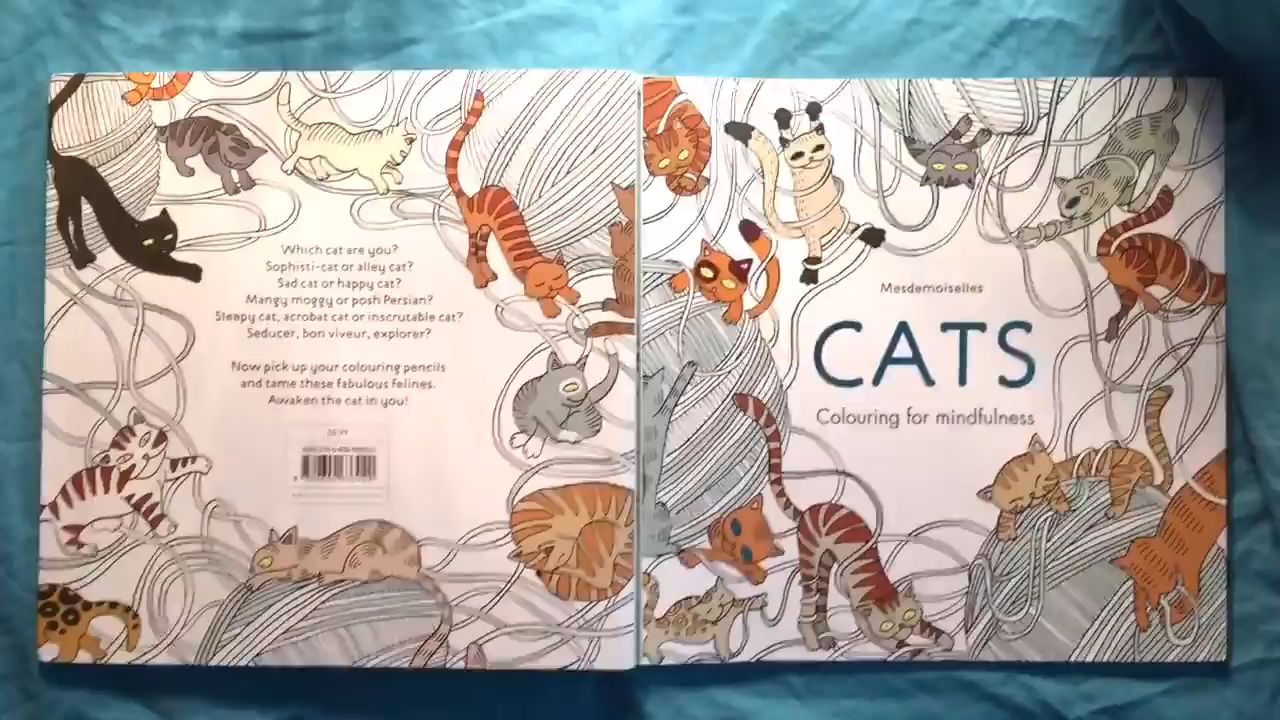 Which cat are you?
Sophisti-cat or alley cat?
Sad cat or happy cat?
Mangy moggy or posh Persian?
Sleepy cat, acrobat cat or inscrutable cat?
Seducer, bon viveur, explorer?
Now pick up your colouring pencils
and tame these fabulous felines.
Awaken the cat in you!
Mesdemoiselles
CATS
Colouring for mindfulness